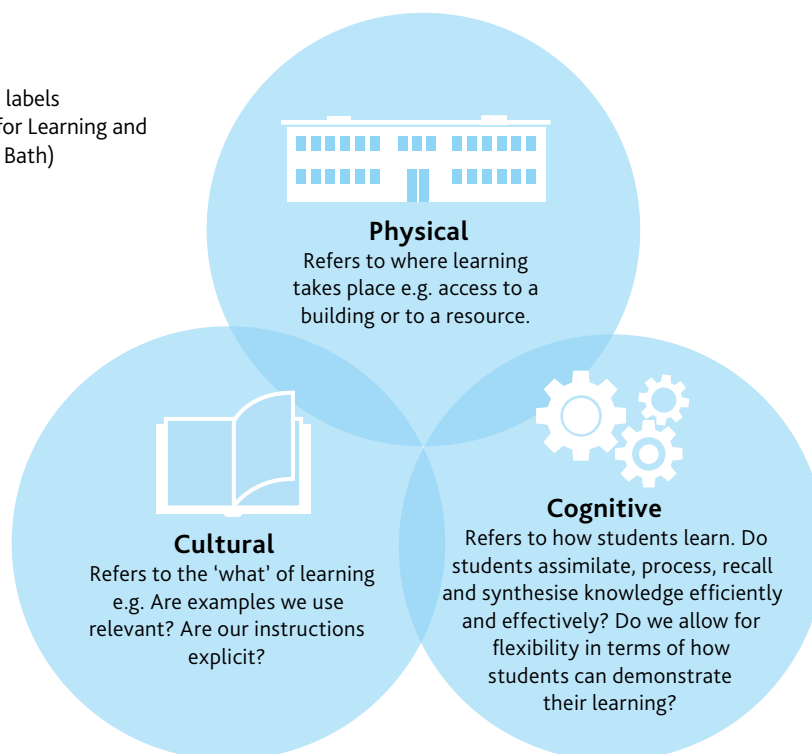 labels
for Learning and
Bath)
Physical
Refers to where learning
takes place e.g. access to a
building or to a resource.
Cultural
Refers to the ‘what’ of learning
e.g. Are examples we use
relevant? Are our instructions
explicit?
Cognitive
Refers to how students learn. Do
students assimilate, process, recall
and synthesise knowledge efficiently
and effectively? Do we allow for
flexibility in terms of how
students can demonstrate
their learning?